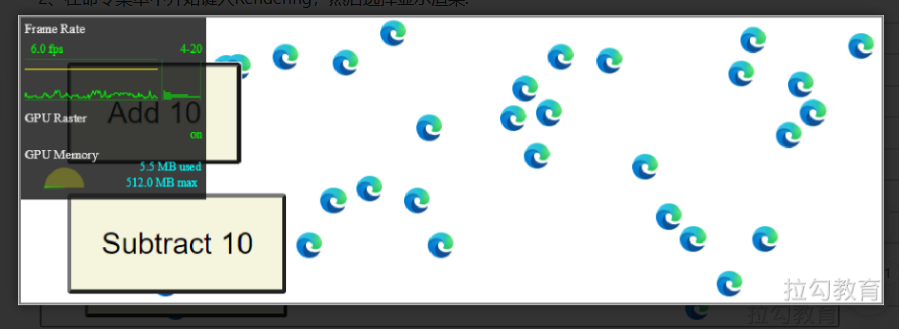 2、在命令菜单中开始键入Rendering，然后选择显示渲染.
Frame Rate
6.0 fps 4-20
Add 10
GPU Raster
on
GPU Memory
5.5 MB used
512.0 MB max
Subtract 10
拉勾教育
拉勾教育
1